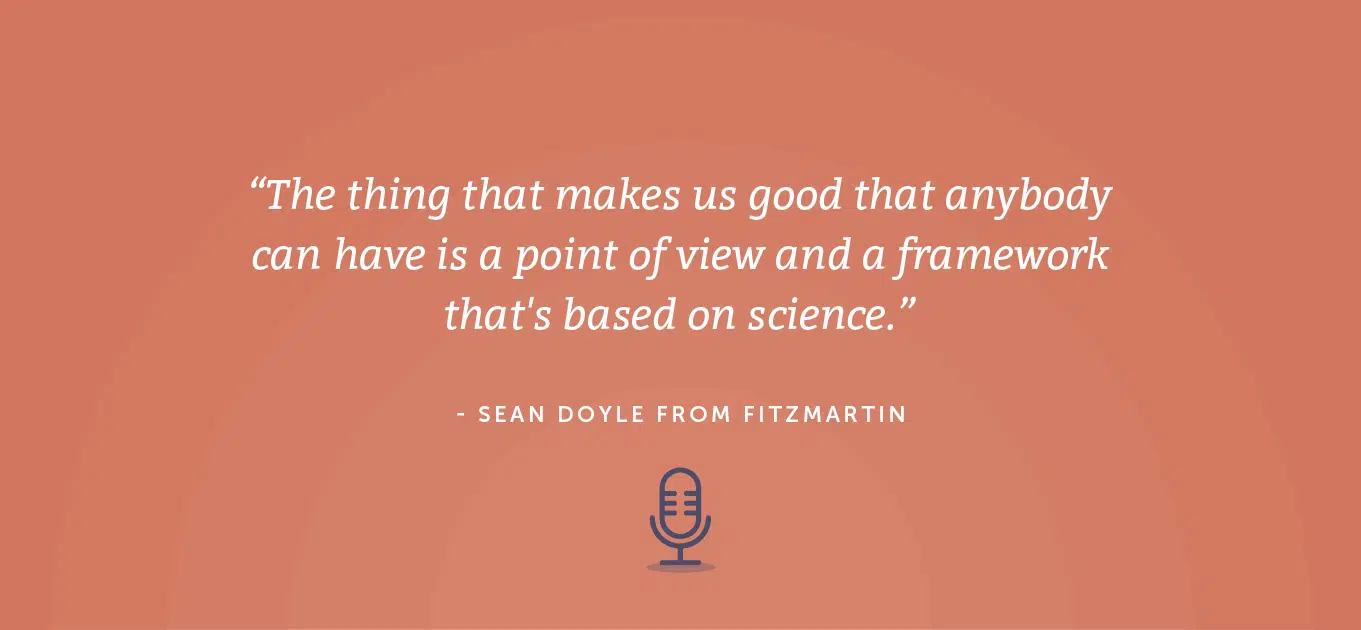 “The thing that makes us good that anybody
can have is a point of view and a framework
that's based on science.”
- SEAN DOYLE FROM FITZMARTIN